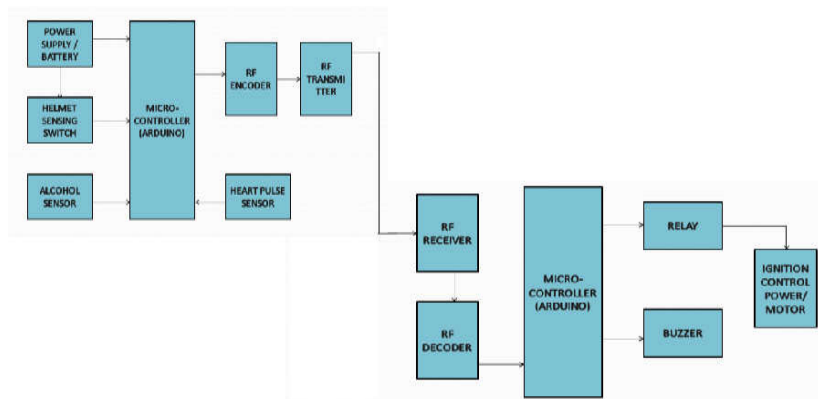 POWER
SUPPLY /
BATTERY
HELMET
SENSING
SWITCH
ALCOHOL
SENSOR
MICRO-
CONTROLLER
(ARDUINO)
RF
ENCODER
RF
TRANSMI
TTER
HEART PULSE
SENSOR
RF
RECEIVER
RF
DECODER
MICRO-
CONTROLLER
(ARDUINO)
RELAY
BUZZER
IGNITION
CONTROL
POWER/
MOTOR